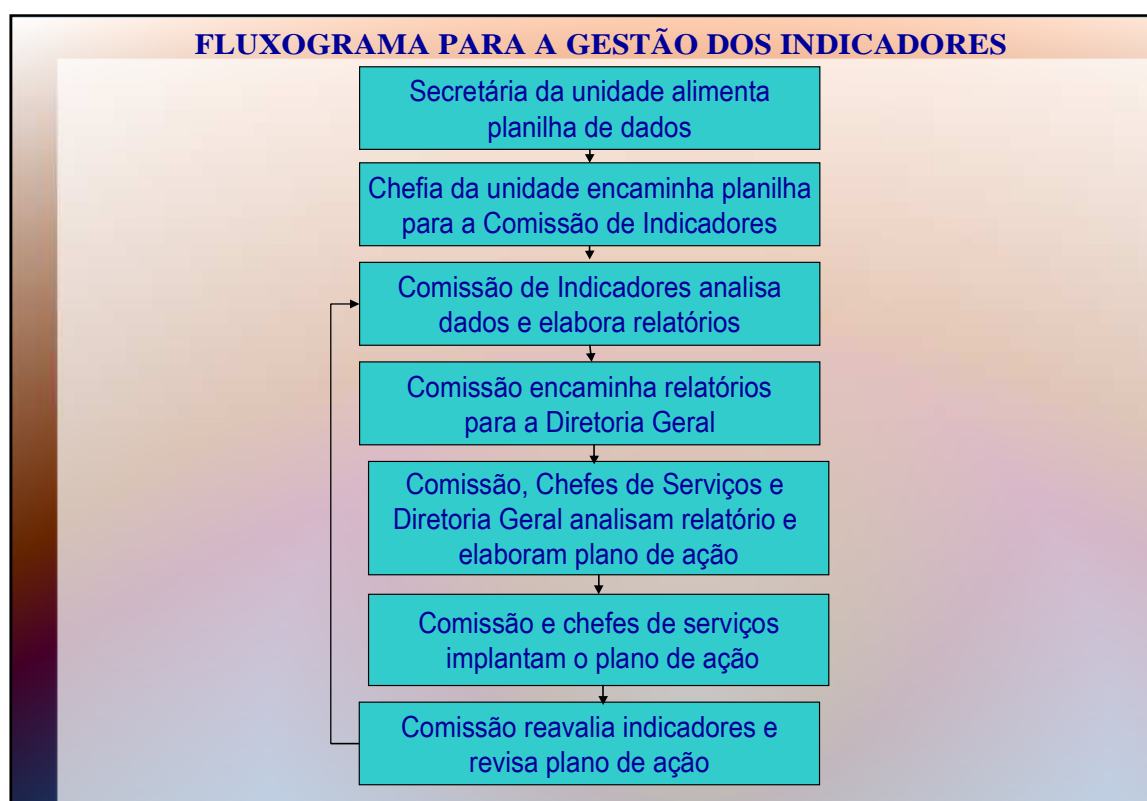 FLUXOGRAMA PARA A GESTÃO DOS INDICADORES
Secretária da unidade alimenta
planilha de dados
Chefia da unidade encaminha planilha
para a Comissão de Indicadores
Comissão de Indicadores analisa
dados e elabora relatórios
Comissão encaminha relatórios
para a Diretoria Geral
Comissão, Chefes de Serviços e
Diretoria Geral analisam relatório e
elaboram plano de ação
Comissão e chefes de serviços
implantam o plano de ação
Comissão reavalia indicadores e
revisa plano de ação